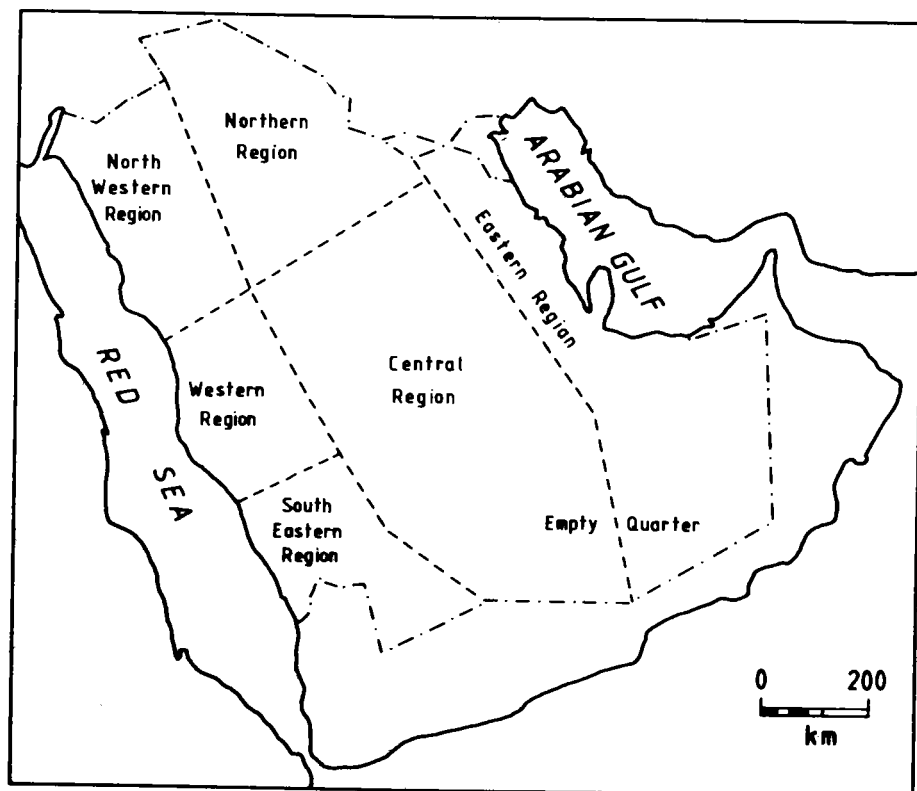 Northern
Region
North
Western
Region
ARABIAN GULF
Eastern Region
RED
SEA
Central
Region
Western
Region
South
Eastern
Region
Empty Quarter
0 200
km